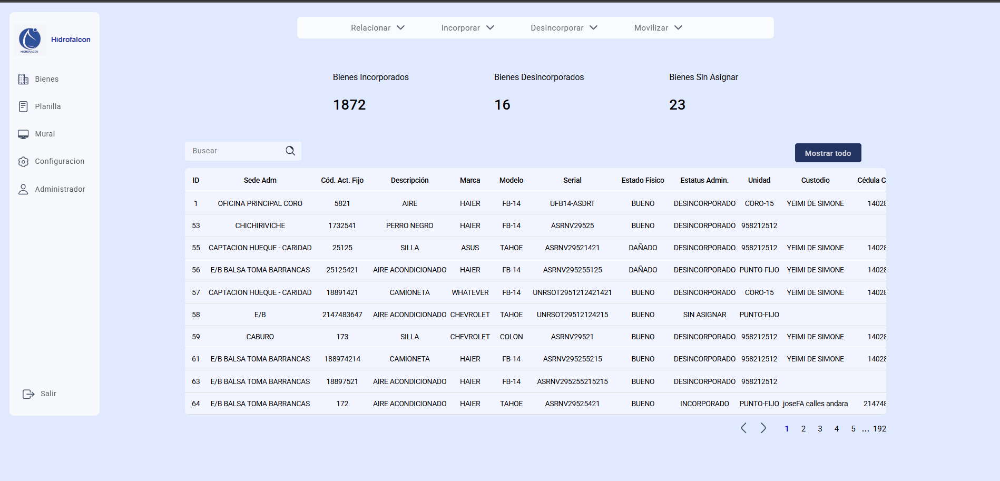 Relacionar Incorporar Desincorporar Movilizar
HIDROFALCON
Hidrofalcon
Bienes
Planilla
Mural
Configuracion
Administrador
Salir
Bienes Incorporados Bienes Desincorporados Bienes Sin Asignar
1872 16 23
Buscar
Mostrar todo
ID Sede Adm Cód. Act. Fijo Descripción Marca Modelo Serial Estado Físico Estatus Admin. Unidad Custodio Cédula C
1 OFICINA PRINCIPAL CORO 5821 AIRE HAIER FB-14 UFB14-ASDRT BUENO DESINCORPORADO CORO-15 YEIMI DE SIMONE 14028
53 CHICHIRIVICHE 1732541 PERRO NEGRO HAIER FB-14 ASRNV29525 BUENO DESINCORPORADO 958212512
55 CAPTACION HUEQUE - CARIDAD 25125 SILLA ASUS TAHOE ASRNV29521421 DAÑADO DESINCORPORADO 958212512 YEIMI DE SIMONE 14028
56 E/B BALSA TOMA BARRANCAS 25125421 AIRE ACONDICIONADO HAIER FB-14 ASRNV295255125 DAÑADO DESINCORPORADO PUNTO-FIJO YEIMI DE SIMONE 14028
57 CAPTACION HUEQUE - CARIDAD 18891421 CAMIONETA WHATEVER FB-14 UNRSOT2951212421421 BUENO DESINCORPORADO CORO-15 YEIMI DE SIMONE 14028
58 E/B 2147483647 AIRE ACONDICIONADO CHEVROLET TAHOE UNRSOT29512124215 BUENO SIN ASIGNAR PUNTO-FIJO
59 CABURO 173 SILLA CHEVROLET COLON ASRNV29521 BUENO DESINCORPORADO 958212512 YEIMI DE SIMONE 14028
61 E/B BALSA TOMA BARRANCAS 188974214 CAMIONETA HAIER FB-14 ASRNV295255215 BUENO DESINCORPORADO 958212512 YEIMI DE SIMONE 14028
63 E/B BALSA TOMA BARRANCAS 18897521 AIRE ACONDICIONADO HAIER FB-14 ASRNV295255215215 BUENO DESINCORPORADO 958212512
64 E/B BALSA TOMA BARRANCAS 172 AIRE ACONDICIONADO HAIER TAHOE ASRNV29525421 BUENO INCORPORADO PUNTO-FIJO joseFA calles andara 214748
1 2 3 4 5 ... 192